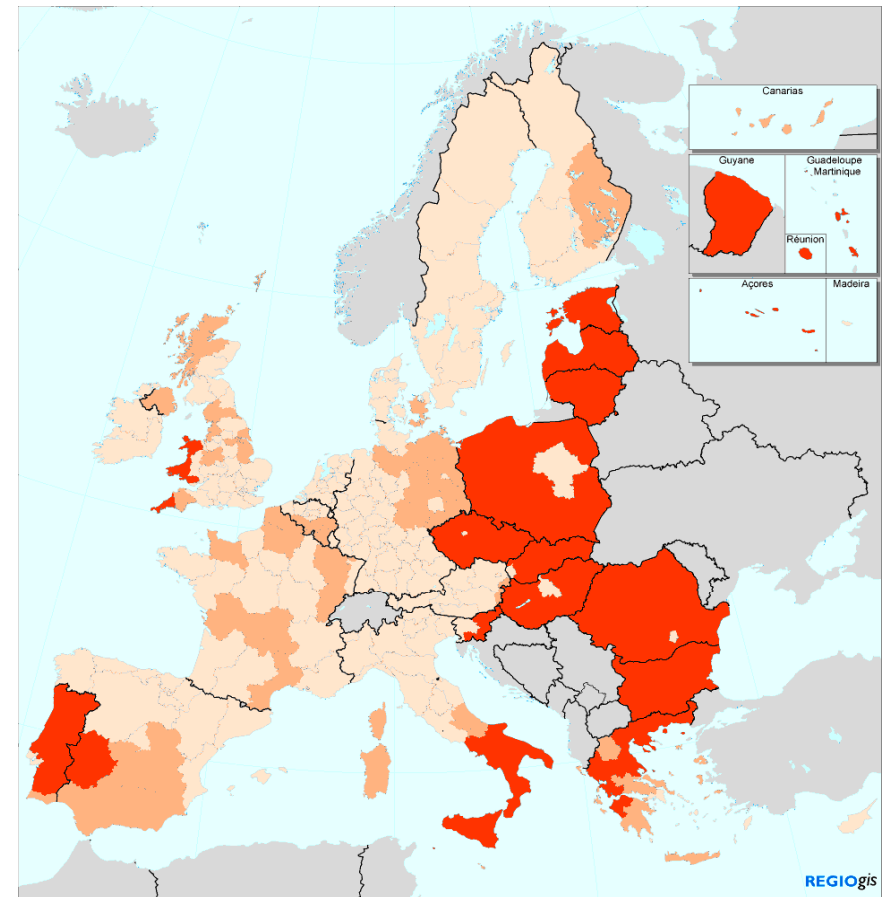 Canarias
Guyane
Guadeloupe
Martinique
Réunion
Açores
Madeira
REGIOgis